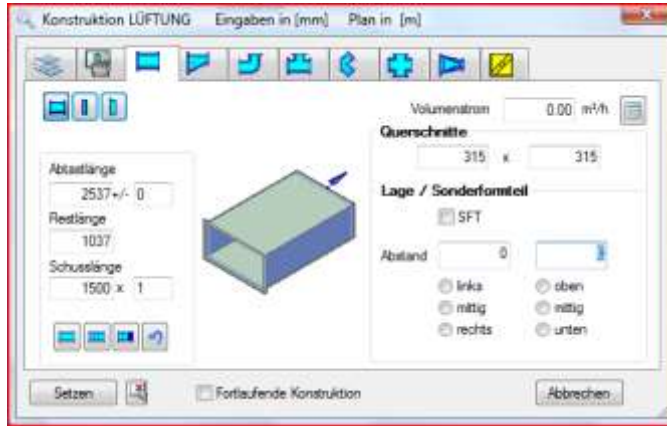 Konstruktion LÜFTUNG Eingaben in [mm] Plan in [m]
Volumenstrom 0.00 m³/h
Querschnitte
315 x 315
Abtastlänge
2537 +/- 0
Restlänge
1037
Schusslänge
1500 x 1
Lage / Sonderformteil
SFT
Abstand 0
links oben
mittig mittig
rechts unten
Setzen Fortlaufende Konstruktion Abbrechen